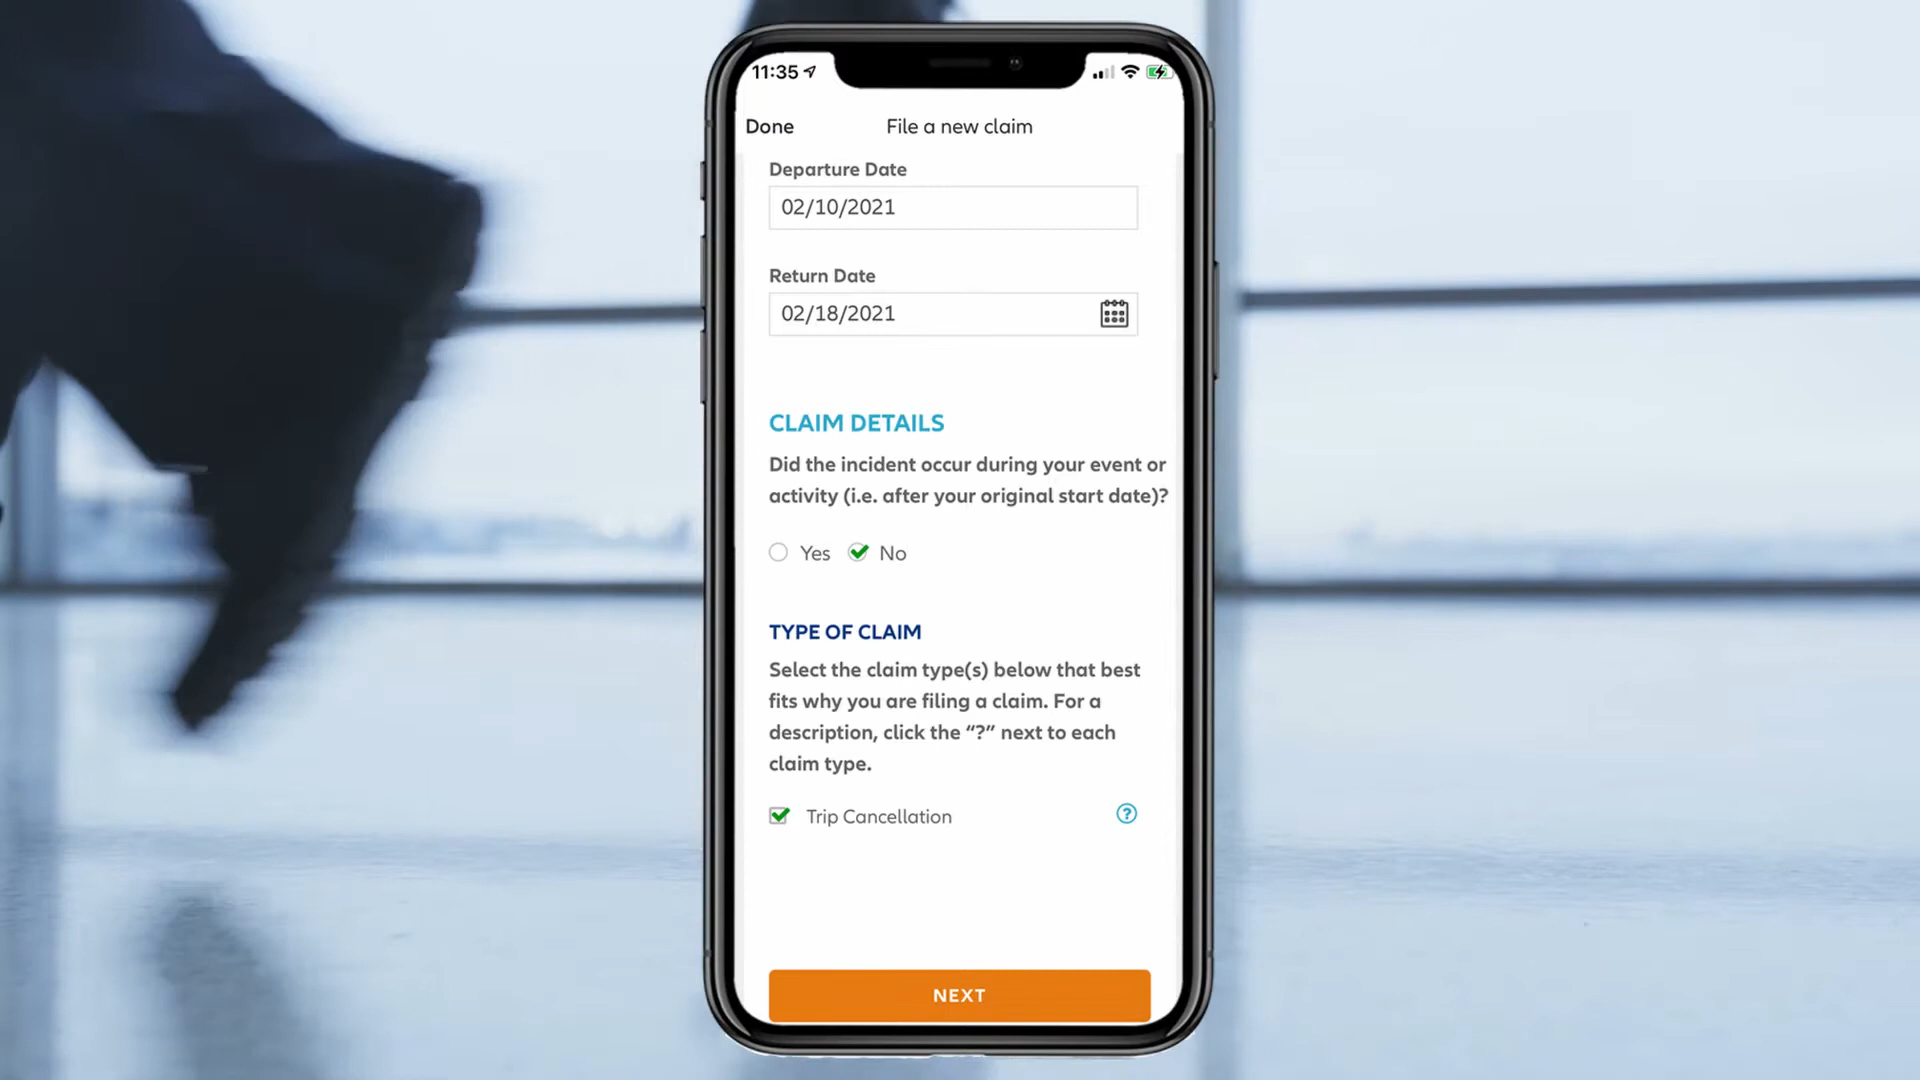 11:35
Done
File a new claim
Departure Date
02/10/2021
Return Date
02/18/2021
CLAIM DETAILS
Did the incident occur during your event or
activity (i.e. after your original start date)?
Yes No
TYPE OF CLAIM
Select the claim type(s) below that best
fits why you are filing a claim. For a
description, click the “?” next to each
claim type.
Trip Cancellation ?
NEXT